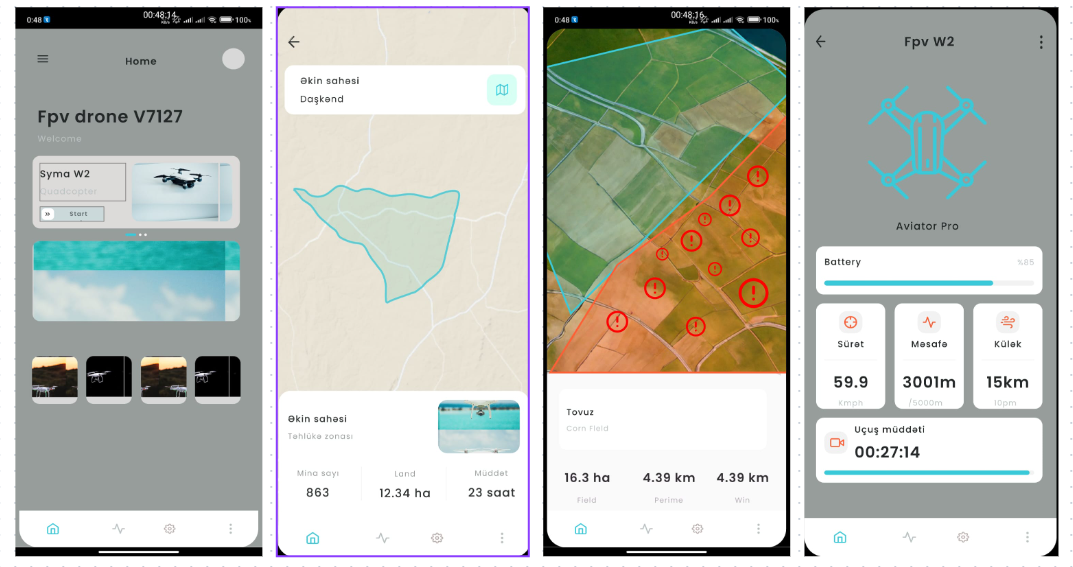 0:48
00:48:14
100%
Home
Fpv drone V7127
Welcome
Syma W2
Quadcopter
Start
Əkin sahəsi
Daşkənd
Əkin sahəsi
Təhlükə zonası
Mina sayı
Land
Müddət
863
12.34 ha
23 saat
0:48
00:48:16
100%
Tovuz
Corn Field
16.3 ha
4.39 km
4.39 km
Field
Perime
Win
Fpv W2
Aviator Pro
Battery
%85
Sürət
Məsafə
Külək
59.9
3001m
15km
Kmph
/5000m
10pm
Uçuş müddəti
00:27:14